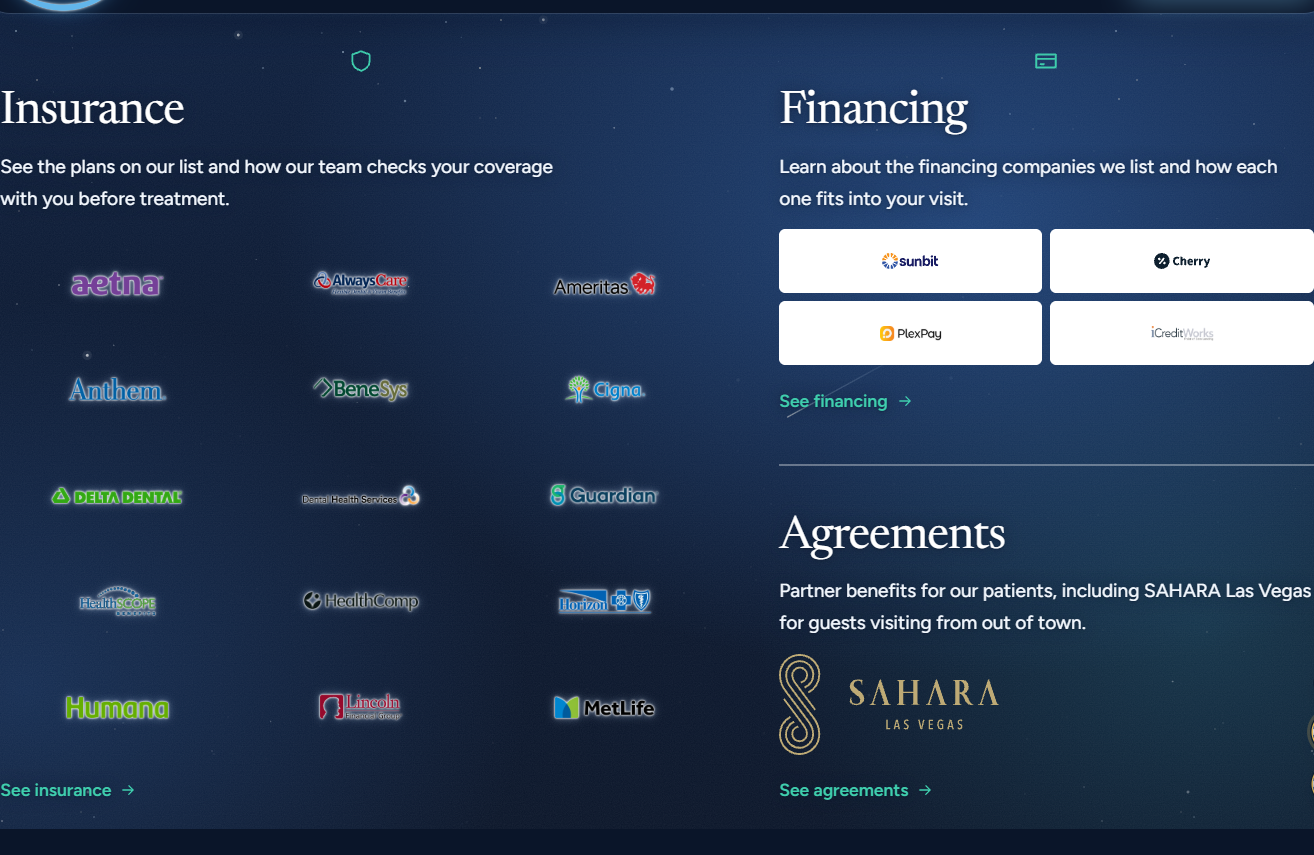 Insurance
See the plans on our list and how our team checks your coverage
with you before treatment.
aetna
AlwaysCare
Ameritas
Anthem
BeneSys
Cigna
DELTA DENTAL
Dental Health Services
Guardian
HealthSCOPE
BENEFITS
HealthComp
Horizon
Humana
Lincoln
Financial Group
MetLife
See insurance →
Financing
Learn about the financing companies we list and how each
one fits into your visit.
sunbit
Cherry
PlexPay
iCreditWorks
See financing →
Agreements
Partner benefits for our patients, including SAHARA Las Vegas
for guests visiting from out of town.
SAHARA
LAS VEGAS
See agreements →